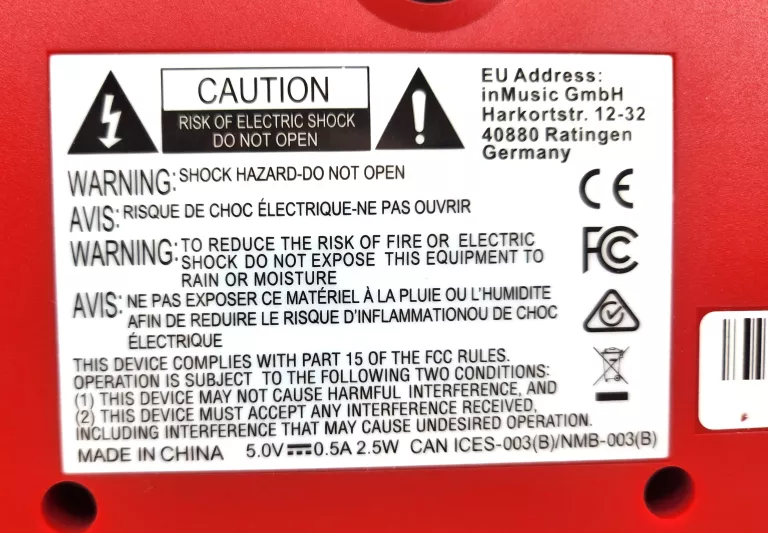 CAUTION
RISK OF ELECTRIC SHOCK
DO NOT OPEN
EU Address:
inMusic GmbH
Harkortstr. 12-32
40880 Ratingen
Germany
WARNING: SHOCK HAZARD-DO NOT OPEN
AVIS: RISQUE DE CHOC ÉLECTRIQUE-NE PAS OUVRIR
WARNING: TO REDUCE THE RISK OF FIRE OR ELECTRIC
SHOCK DO NOT EXPOSE THIS EQUIPMENT TO
RAIN OR MOISTURE
AVIS: NE PAS EXPOSER CE MATÉRIEL À LA PLUIE OU L'HUMIDITE
AFIN DE REDUIRE LE RISQUE D'INFLAMMATIONOU DE CHOC
ÉLECTRIQUE
CE
FC
THIS DEVICE COMPLIES WITH PART 15 OF THE FCC RULES.
OPERATION IS SUBJECT TO THE FOLLOWING TWO CONDITIONS:
(1) THIS DEVICE MAY NOT CAUSE HARMFUL INTERFERENCE, AND
(2) THIS DEVICE MUST ACCEPT ANY INTERFERENCE RECEIVED,
INCLUDING INTERFERENCE THAT MAY CAUSE UNDESIRED OPERATION.
MADE IN CHINA 5.0V⎓0.5A 2.5W CAN ICES-003(B)/NMB-003(B)